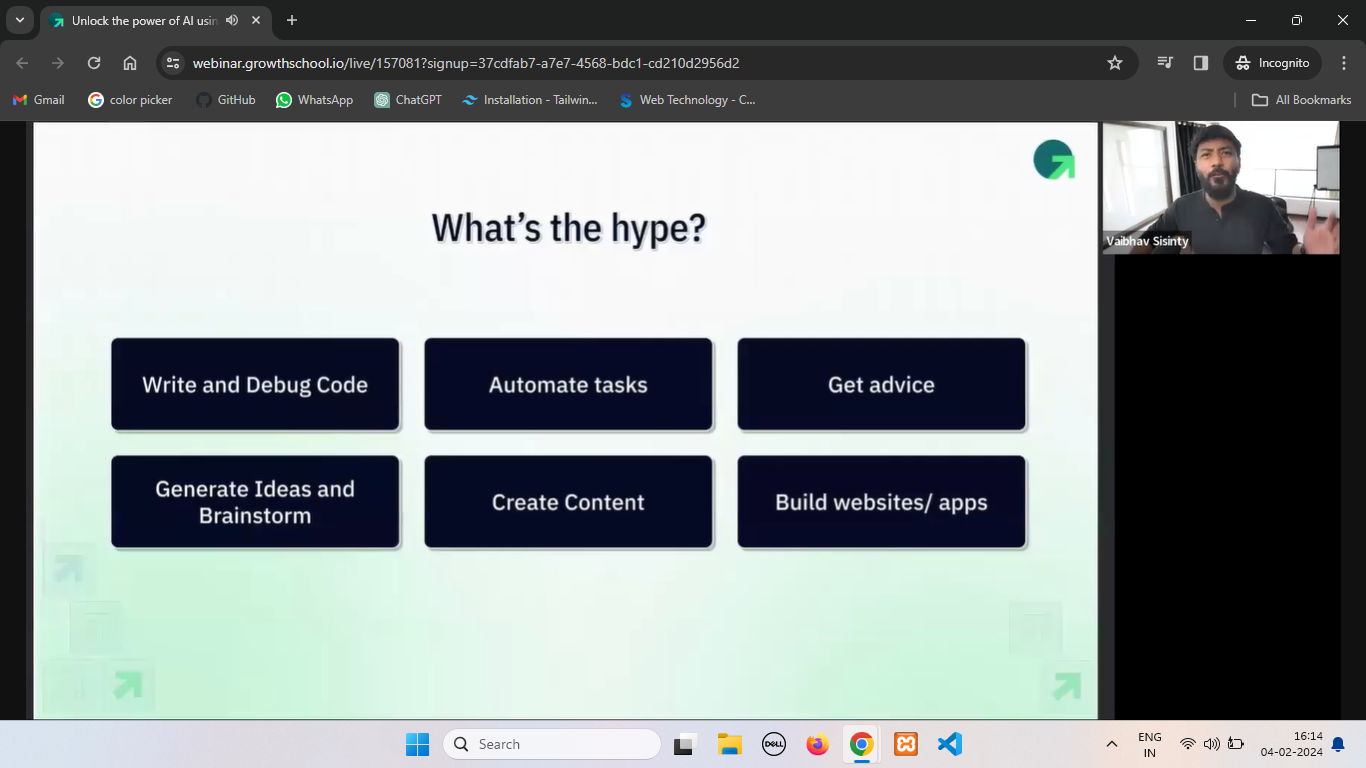 Unlock the power of AI usin
webinar.growthschool.io/live/157081?signup=37cdfab7-a7e7-4568-bdc1-cd210d2956d2
Incognito
Gmail
color picker
GitHub
WhatsApp
ChatGPT
Installation - Tailwin...
Web Technology - C...
All Bookmarks
What's the hype?
Vaibhav Sisinty
Write and Debug Code
Automate tasks
Get advice
Generate Ideas and
Brainstorm
Create Content
Build websites/ apps
Search
DELL
ENG
IN
16:14
04-02-2024